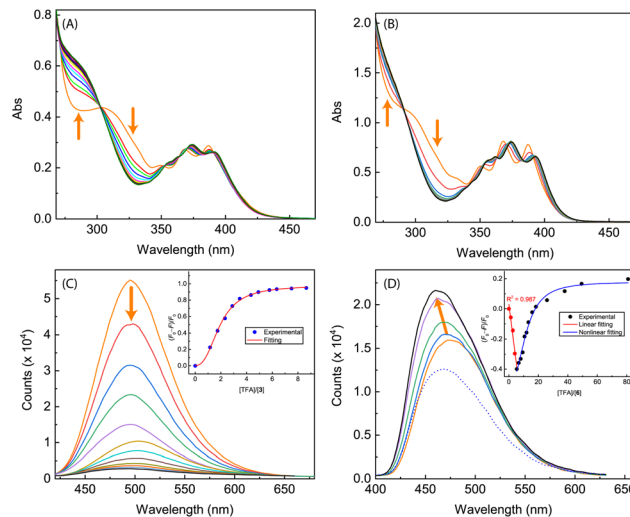 (A)
0.8
0.6
0.4
0.2
0.0
Abs
300 350 400 450
Wavelength (nm)
(B)
2.0
1.5
1.0
0.5
0.0
Abs
300 350 400 450
Wavelength (nm)
(C)
5
4
3
2
1
0
Counts (x 10⁴)
450 500 550 600 650
Wavelength (nm)
1.0
0.8
0.6
0.4
0.2
0.0
(F₀-F)/F₀
Experimental
Fitting
0 2 4 6 8
[TFA]/[3]
(D)
2.0
1.5
1.0
0.5
0.0
Counts (x 10⁴)
400 450 500 550 600 65
Wavelength (nm)
0.2
0.0
-0.2
-0.4
(F₀-F)/F₀
R² = 0.987
Experimental
Linear fitting
Nonlinear fitting
0 20 40 60 80
[TFA]/[6]